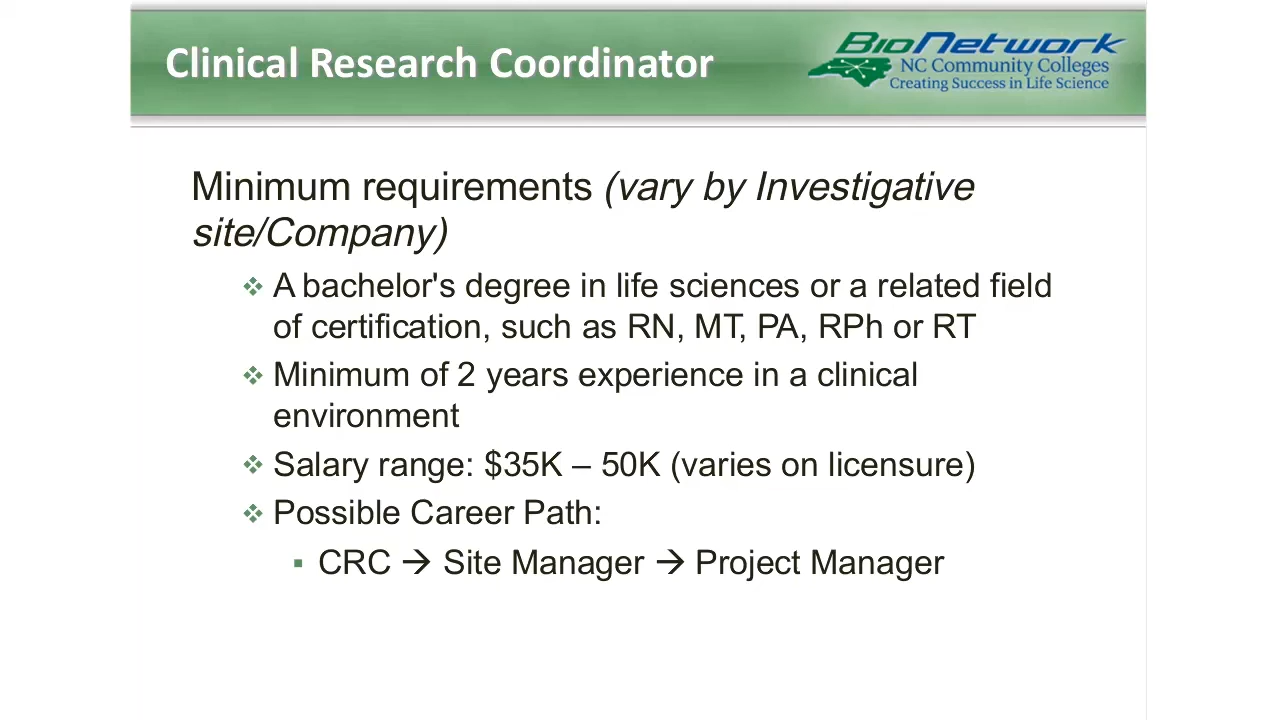 Clinical Research Coordinator
BioNetwork
NC Community Colleges
Creating Success in Life Science
Minimum requirements (vary by Investigative
site/Company)
❖ A bachelor's degree in life sciences or a related field
of certification, such as RN, MT, PA, RPh or RT
❖ Minimum of 2 years experience in a clinical
environment
❖ Salary range: $35K – 50K (varies on licensure)
❖ Possible Career Path:
▪ CRC → Site Manager → Project Manager